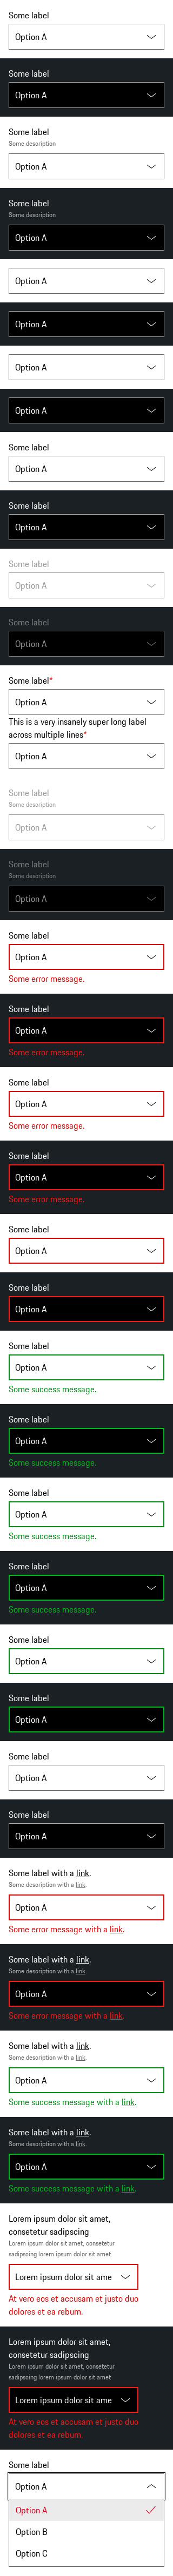 Some label
Option A
Some label
Option A
Some label
Some description
Option A
Some label
Some description
Option A
Option A
Option A
Option A
Option A
Some label
Option A
Some label
Option A
Some label
Option A
Some label
Option A
Some label*
Option A
This is a very insanely super long label
across multiple lines*
Option A
Some label
Some description
Option A
Some label
Some description
Option A
Some label
Option A
Some error message.
Some label
Option A
Some error message.
Some label
Option A
Some error message.
Some label
Option A
Some error message.
Some label
Option A
Some label
Option A
Some label
Option A
Some success message.
Some label
Option A
Some success message.
Some label
Option A
Some success message.
Some label
Option A
Some success message.
Some label
Option A
Some label
Option A
Some label
Option A
Some label
Option A
Some label with a link.
Some description with a link.
Option A
Some error message with a link.
Some label with a link.
Some description with a link.
Option A
Some error message with a link.
Some label with a link.
Some description with a link.
Option A
Some success message with a link.
Some label with a link.
Some description with a link.
Option A
Some success message with a link.
Lorem ipsum dolor sit amet,
consetetur sadipscing
Lorem ipsum dolor sit amet, consetetur
sadipscing lorem ipsum dolor sit amet
Lorem ipsum dolor sit ame
At vero eos et accusam et justo duo
dolores et ea rebum.
Lorem ipsum dolor sit amet,
consetetur sadipscing
Lorem ipsum dolor sit amet, consetetur
sadipscing lorem ipsum dolor sit amet
Lorem ipsum dolor sit ame
At vero eos et accusam et justo duo
dolores et ea rebum.
Some label
Option A
Option A
Option B
Option C